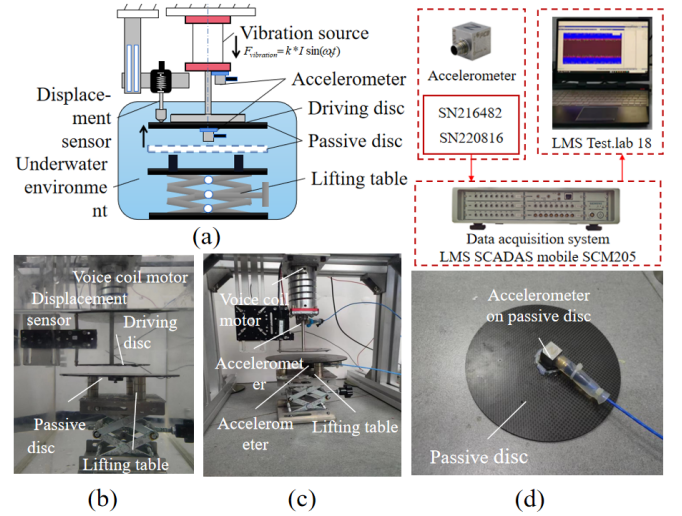 Vibration source
F_vibration = k*I sin(ωt)
Accelerometer
Displace-
ment
sensor
Driving disc
Passive disc
Underwater
environme
nt
Lifting table
(a)
Accelerometer
SN216482
SN220816
LMS Test.lab 18
Data acquisition system
LMS SCADAS mobile SCM205
Voice coil motor
Displacement
sensor
Driving
disc
Passive
disc
Lifting table
(b)
Voice coil
motor
Acceleromet
er
Accelerom
eter
Lifting table
(c)
Accelerometer
on passive disc
Passive disc
(d)